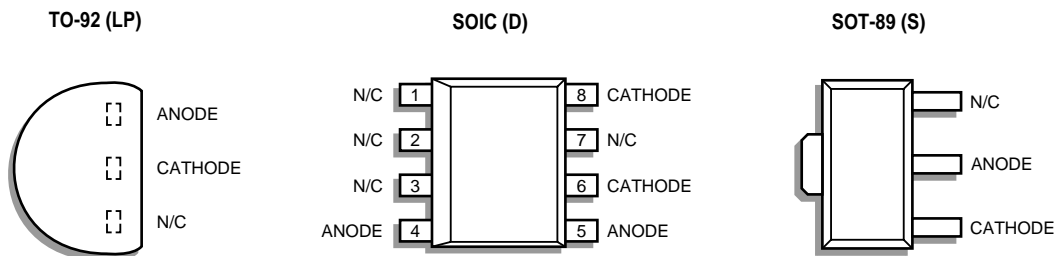 TO-92 (LP)
SOIC (D)
SOT-89 (S)
ANODE
CATHODE
N/C
N/C 1
8 CATHODE
N/C 2
7 N/C
N/C 3
6 CATHODE
ANODE 4
5 ANODE
N/C
ANODE
CATHODE